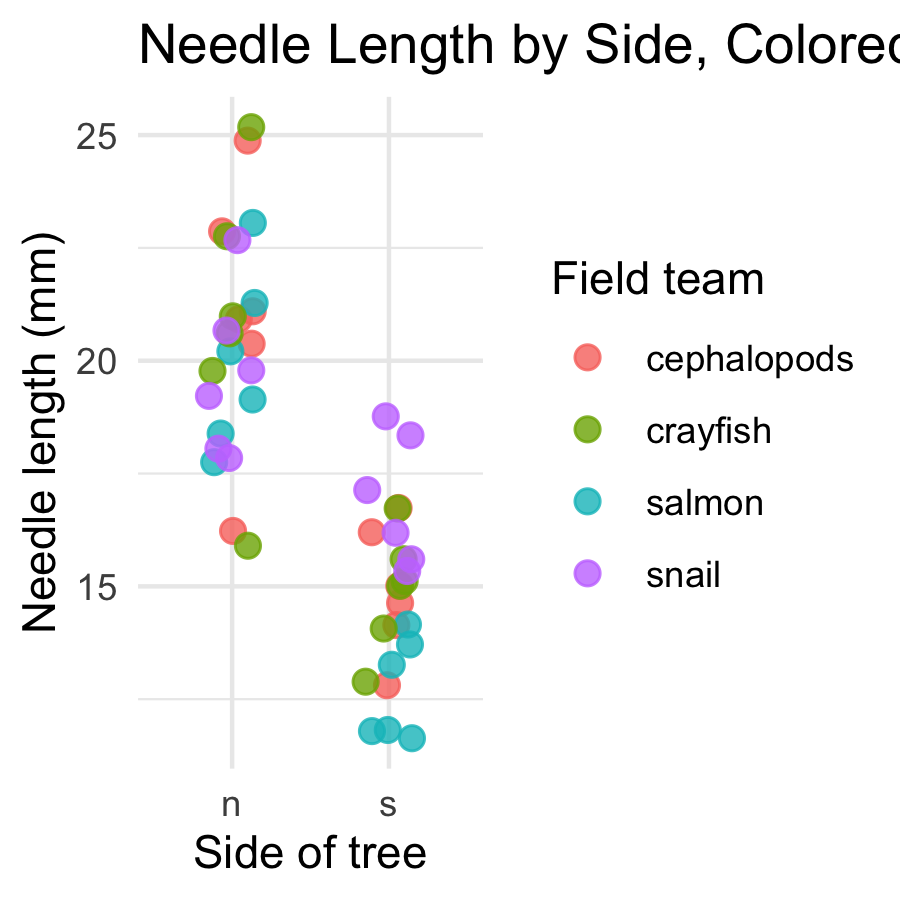 Needle Length by Side, Colored
25
20
15
Needle length (mm)
n
s
Side of tree
Field team
cephalopods
crayfish
salmon
snail